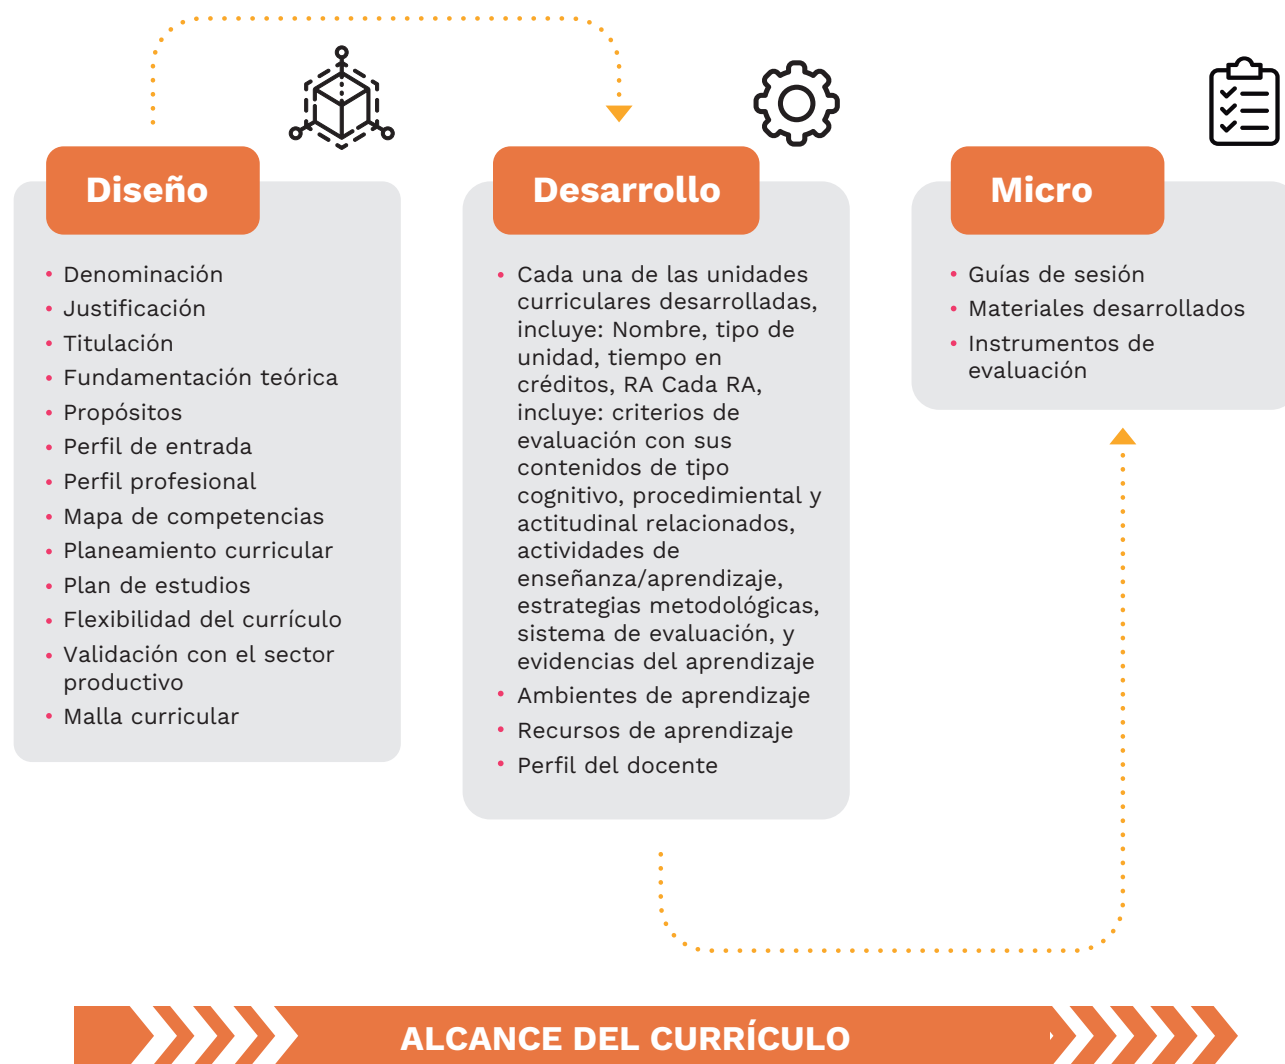 Diseño
• Denominación
• Justificación
• Titulación
• Fundamentación teórica
• Propósitos
• Perfil de entrada
• Perfil profesional
• Mapa de competencias
• Planeamiento curricular
• Plan de estudios
• Flexibilidad del currículo
• Validación con el sector
productivo
• Malla curricular
Desarrollo
• Cada una de las unidades
curriculares desarrolladas,
incluye: Nombre, tipo de
unidad, tiempo en
créditos, RA Cada RA,
incluye: criterios de
evaluación con sus
contenidos de tipo
cognitivo, procedimiental y
actitudinal relacionados,
actividades de
enseñanza/aprendizaje,
estrategias metodológicas,
sistema de evaluación, y
evidencias del aprendizaje
• Ambientes de aprendizaje
• Recursos de aprendizaje
• Perfil del docente
Micro
• Guías de sesión
• Materiales desarrollados
• Instrumentos de
evaluación
ALCANCE DEL CURRÍCULO